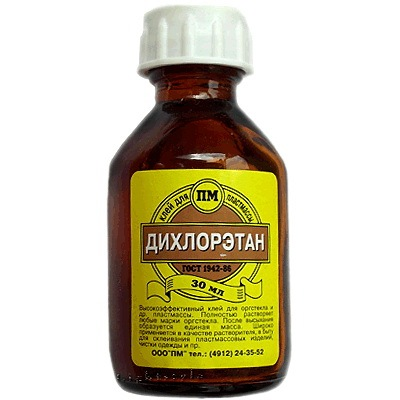 КЛЕЙ ДЛЯ ПЛАСТМАССЫ
ПМ
ДИХЛОРЭТАН
ГОСТ 1942-86
30 мл
Высокоэффективный клей для оргстекла и
др. пластмассы. Полностью растворяет
любые марки оргстекла. После высыхания
образуется единая масса. Широко
применяется в качестве растворителя, в быту
для склеивания пластмассовых изделий,
чистки одежды и пр.
ООО"ПМ" тел.: (4912) 24-35-52